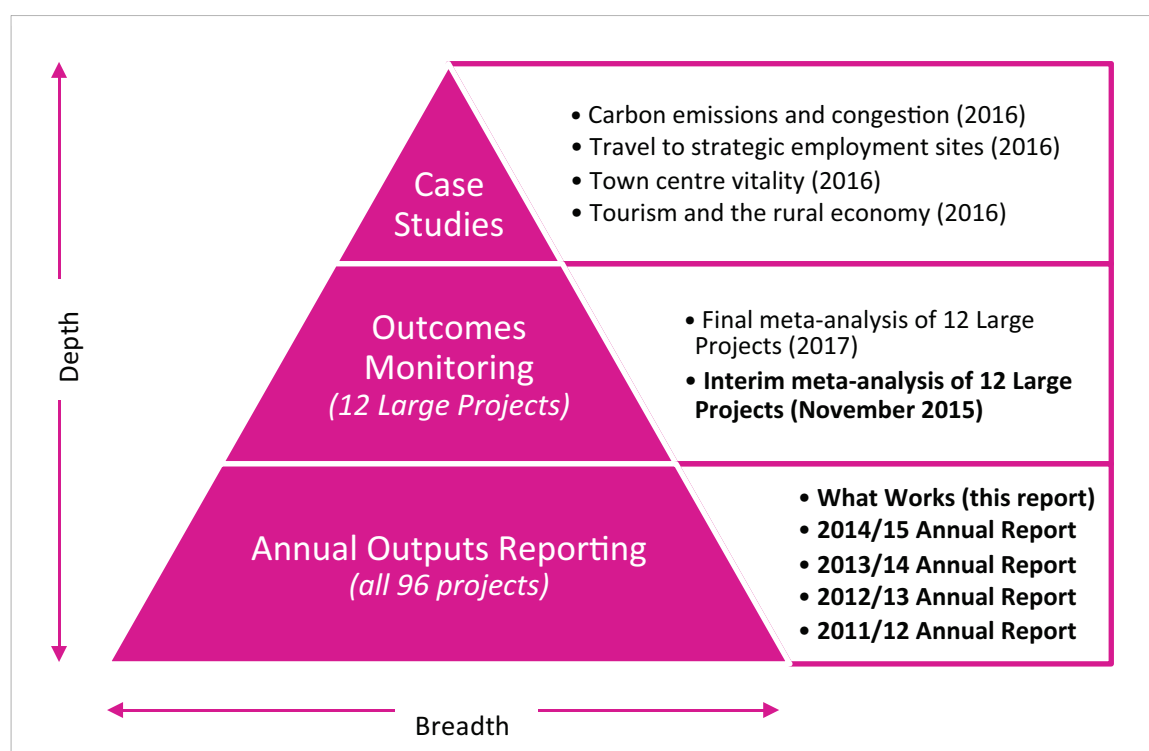 Depth
Case
Studies
• Carbon emissions and congestion (2016)
• Travel to strategic employment sites (2016)
• Town centre vitality (2016)
• Tourism and the rural economy (2016)
Outcomes
Monitoring
(12 Large Projects)
• Final meta-analysis of 12 Large
Projects (2017)
• Interim meta-analysis of 12 Large
Projects (November 2015)
Annual Outputs Reporting
(all 96 projects)
• What Works (this report)
• 2014/15 Annual Report
• 2013/14 Annual Report
• 2012/13 Annual Report
• 2011/12 Annual Report
Breadth